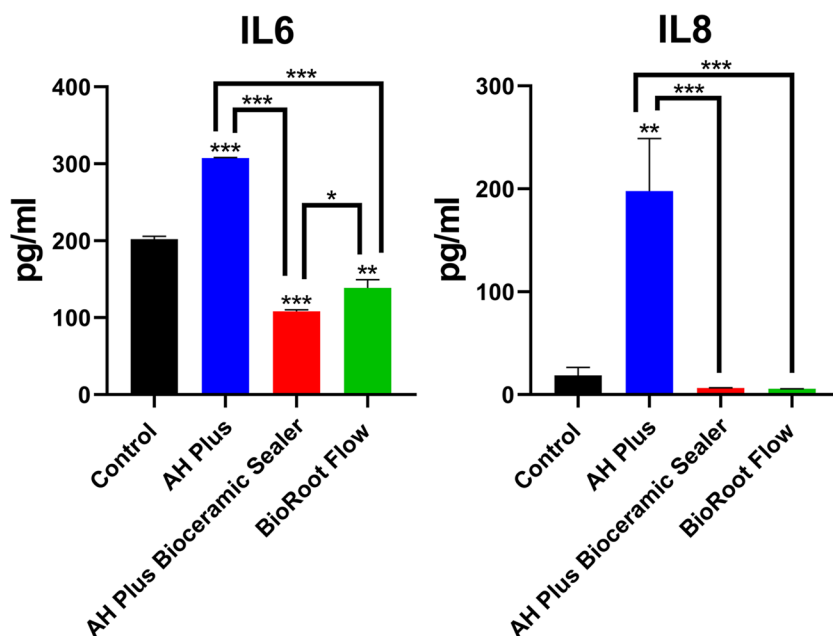 IL6
pg/ml
400
300
200
100
0
***
***
***
*
***
**
Control
AH Plus
AH Plus Bioceramic Sealer
BioRoot Flow
IL8
pg/ml
300
200
100
0
***
***
**
Control
AH Plus
AH Plus Bioceramic Sealer
BioRoot Flow